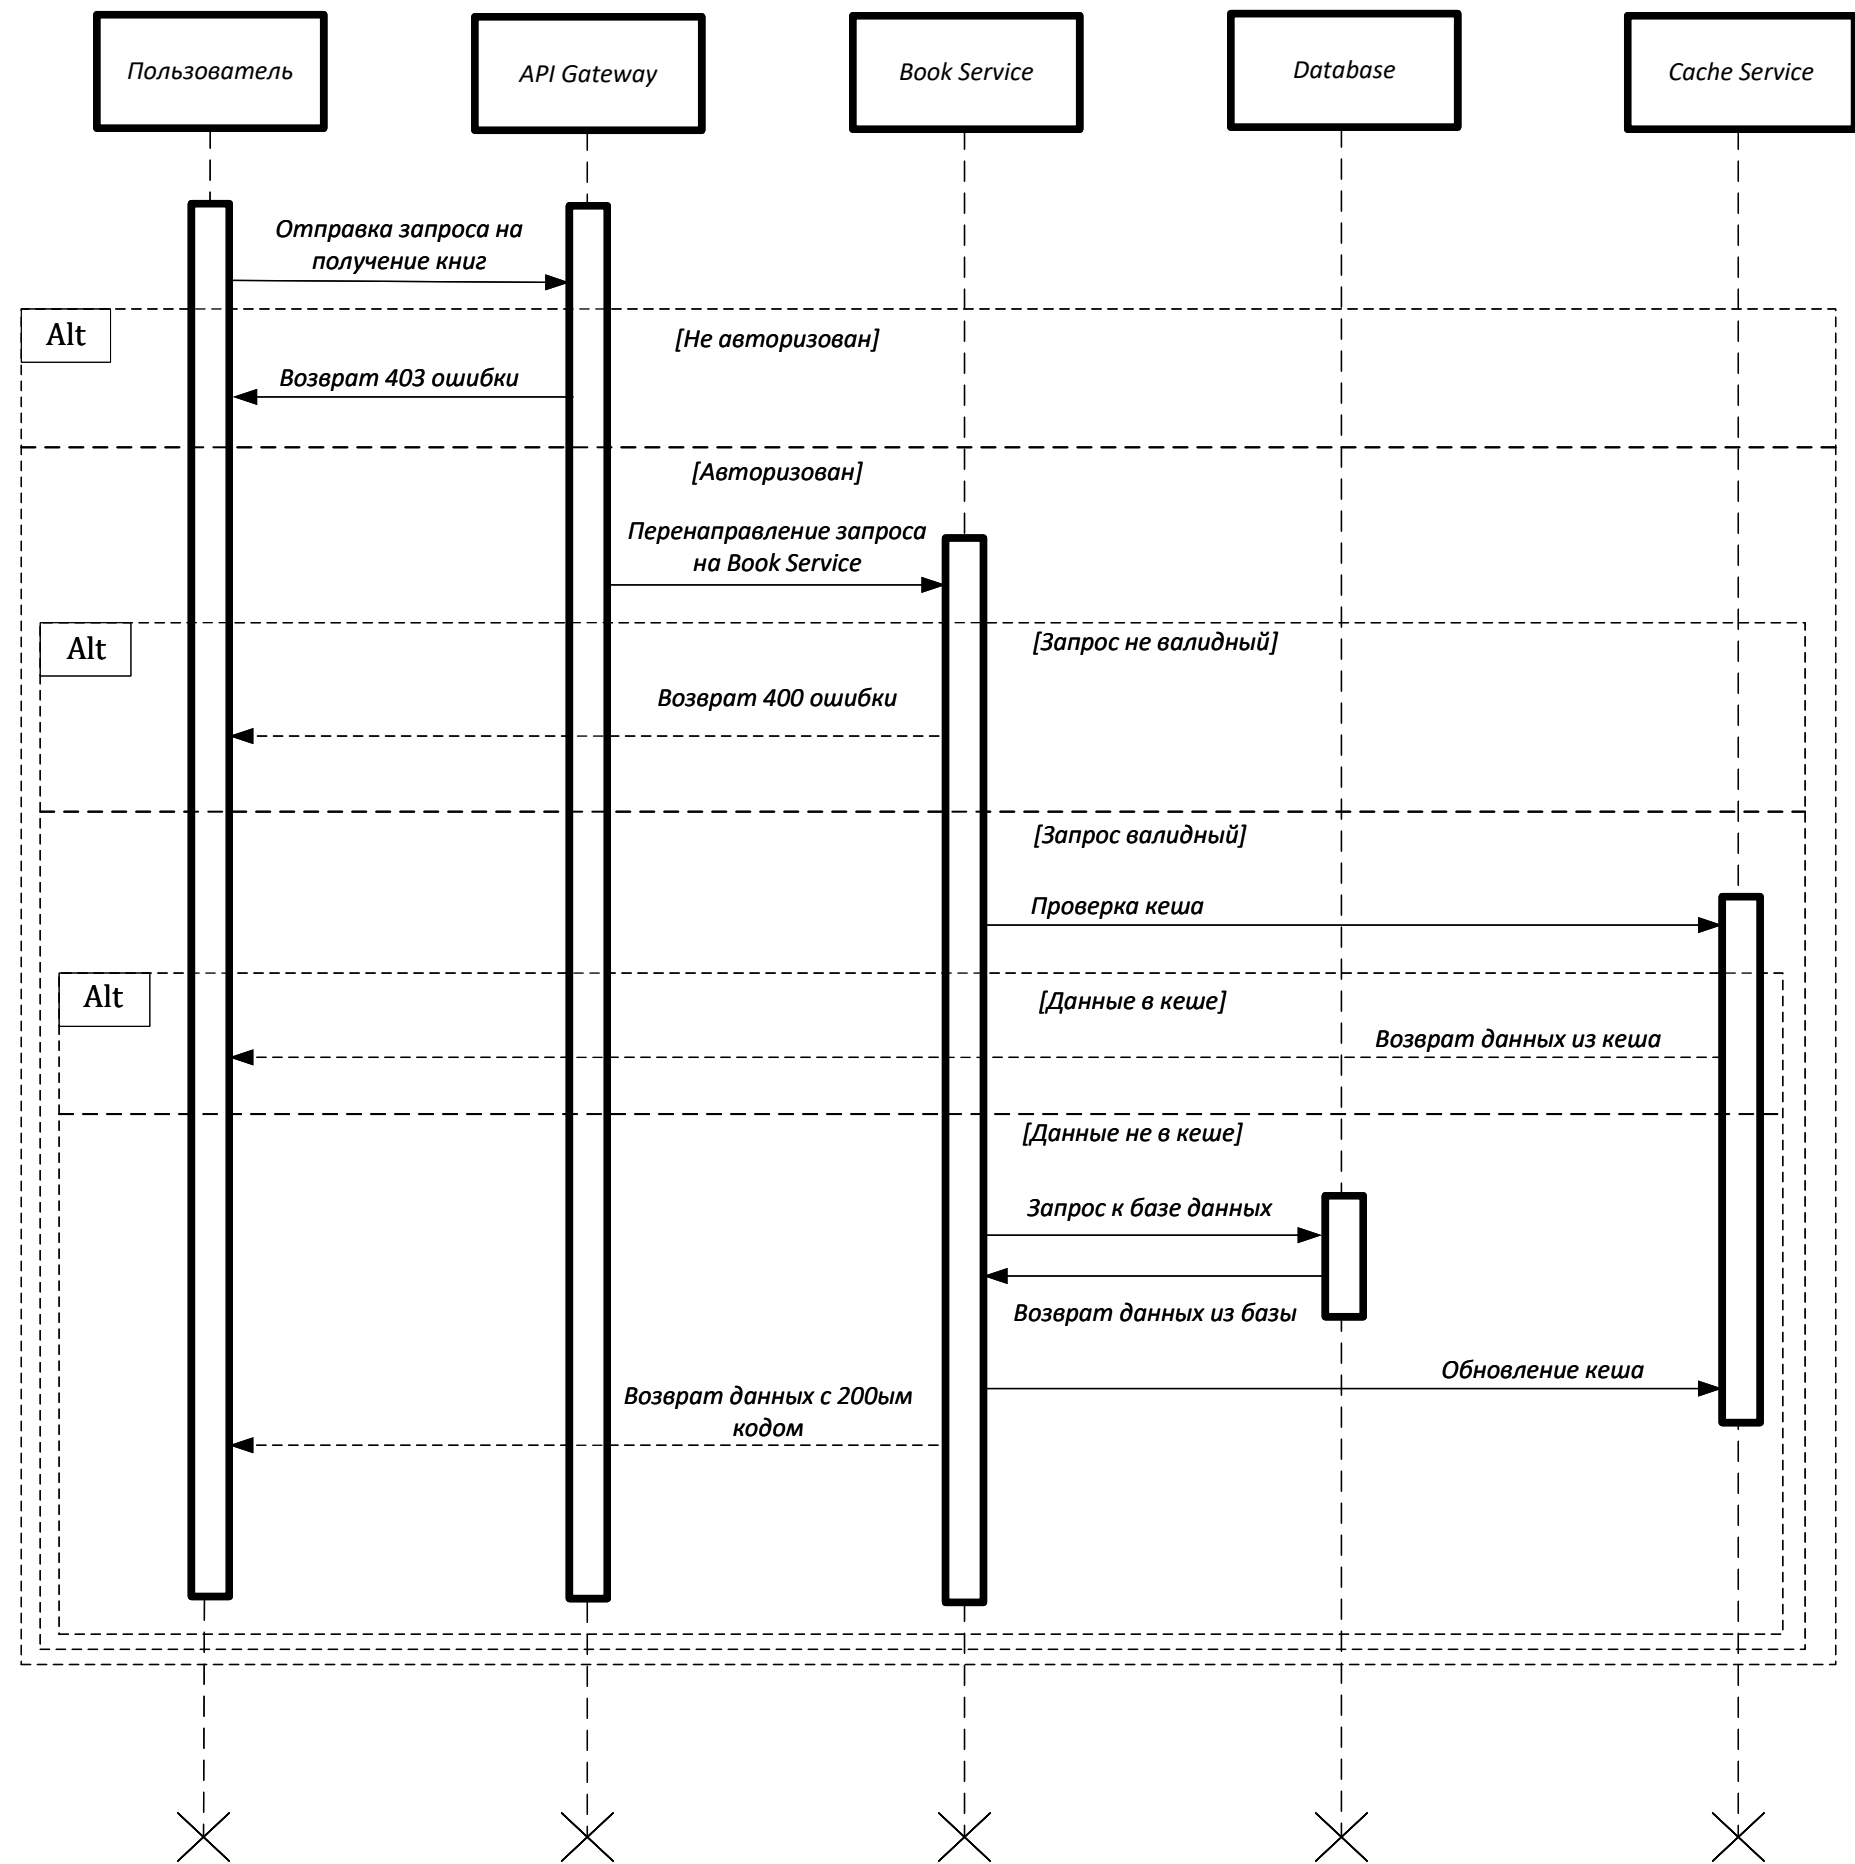 Пользователь
API Gateway
Book Service
Database
Cache Service
Отправка запроса на
получение книг
Alt
[Не авторизован]
Возврат 403 ошибки
[Авторизован]
Перенаправление запроса
на Book Service
Alt
[Запрос не валидный]
Возврат 400 ошибки
[Запрос валидный]
Проверка кеша
Alt
[Данные в кеше]
Возврат данных из кеша
[Данные не в кеше]
Запрос к базе данных
Возврат данных из базы
Обновление кеша
Возврат данных с 200ым
кодом